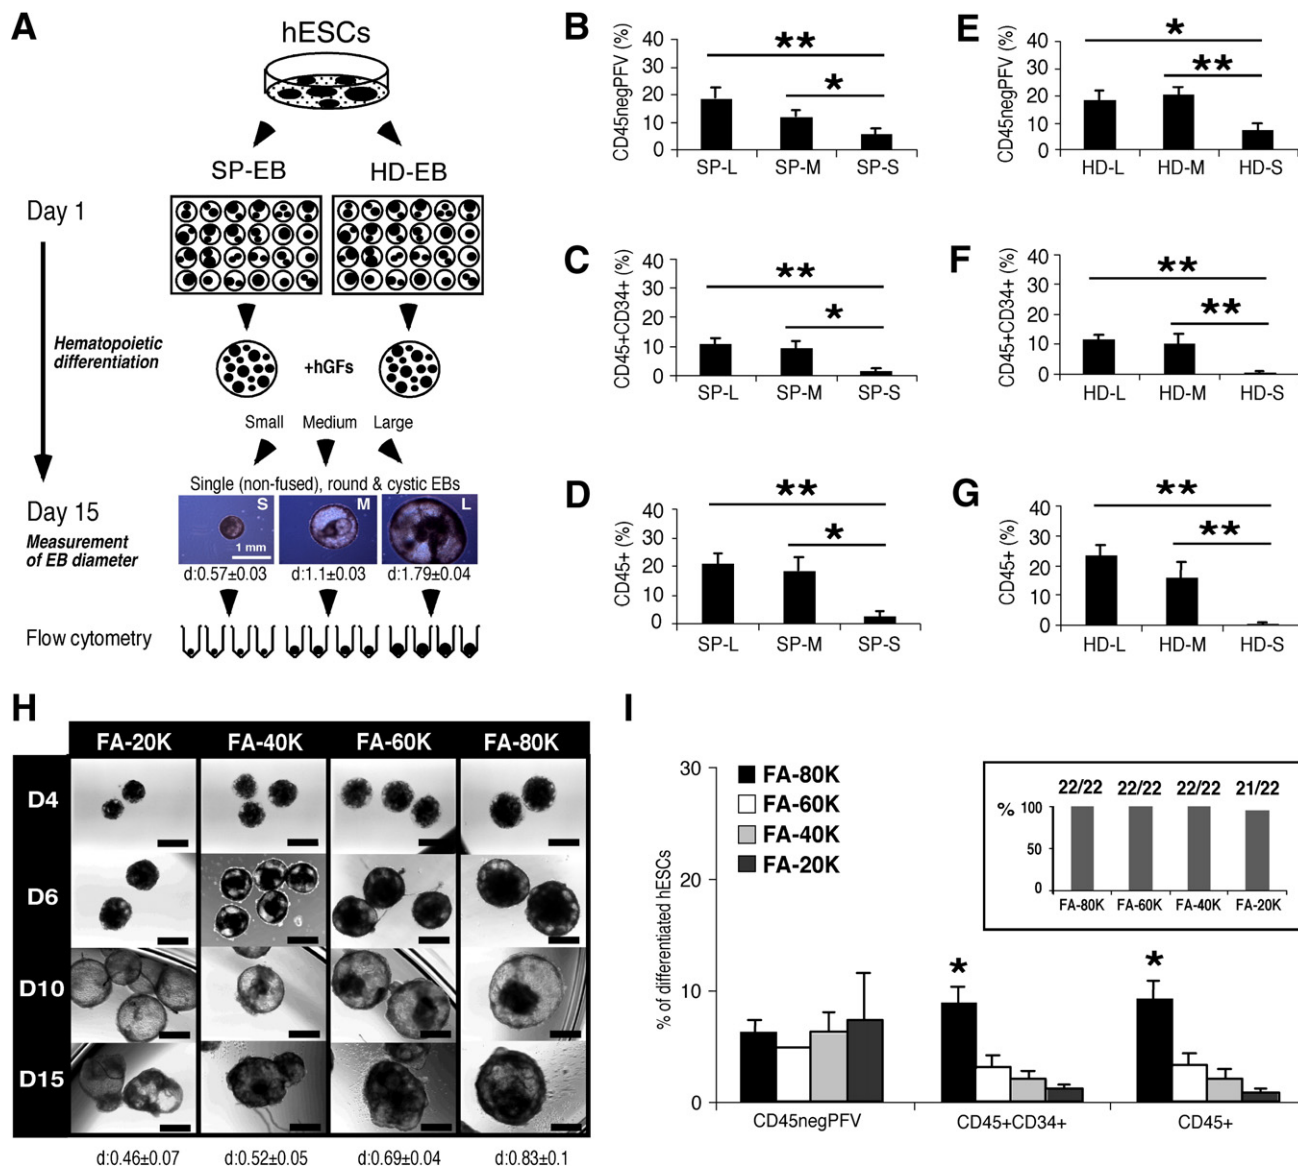 A
hESCs
SP-EB HD-EB
Day 1
Hematopoietic
differentiation
+hGFs
Small Medium Large
Single (non-fused), round & cystic EBs
Day 15
Measurement
of EB diameter
S M L
1 mm
d:0.57±0.03 d:1.1±0.03 d:1.79±0.04
Flow cytometry
B
CD45negPFV (%)
40
30
20
10
0
**
*
SP-L SP-M SP-S
C
CD45+CD34+ (%)
40
30
20
10
0
**
*
SP-L SP-M SP-S
D
CD45+ (%)
40
30
20
10
0
**
*
SP-L SP-M SP-S
E
CD45negPFV (%)
40
30
20
10
0
*
**
HD-L HD-M HD-S
F
CD45+CD34+ (%)
40
30
20
10
0
**
**
HD-L HD-M HD-S
G
CD45+ (%)
40
30
20
10
0
**
**
HD-L HD-M HD-S
H
FA-20K FA-40K FA-60K FA-80K
D4
D6
D10
D15
d:0.46±0.07 d:0.52±0.05 d:0.69±0.04 d:0.83±0.1
I
% of differentiated hESCs
30
20
10
0
FA-80K
FA-60K
FA-40K
FA-20K
* *
CD45negPFV CD45+CD34+ CD45+
22/22 22/22 22/22 21/22
%
100
50
0
FA-80K FA-60K FA-40K FA-20K